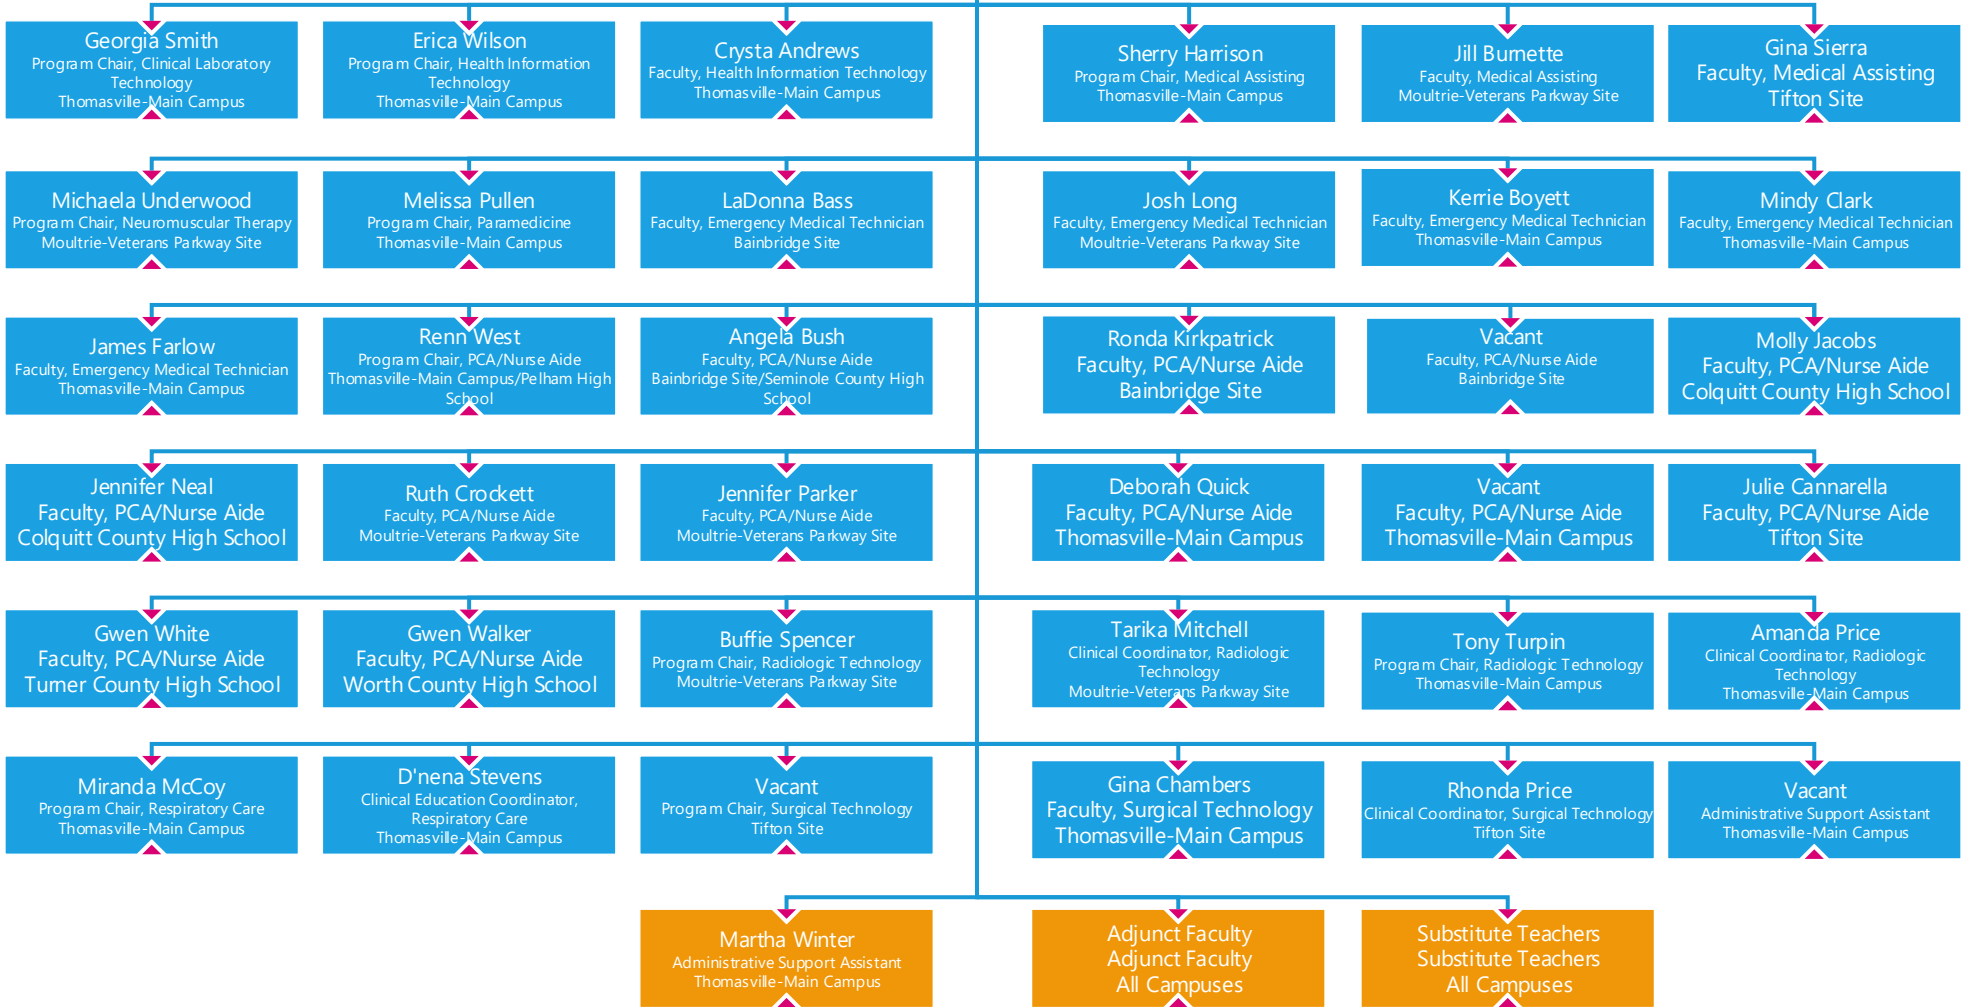 Georgia Smith
Program Chair, Clinical Laboratory
Technology
Thomasville-Main Campus
Erica Wilson
Program Chair, Health Information
Technology
Thomasville-Main Campus
Crysta Andrews
Faculty, Health Information Technology
Thomasville-Main Campus
Sherry Harrison
Program Chair, Medical Assisting
Thomasville-Main Campus
Jill Burnette
Faculty, Medical Assisting
Moultrie-Veterans Parkway Site
Gina Sierra
Faculty, Medical Assisting
Tifton Site
Michaela Underwood
Program Chair, Neuromuscular Therapy
Moultrie-Veterans Parkway Site
Melissa Pullen
Program Chair, Paramedicine
Thomasville-Main Campus
LaDonna Bass
Faculty, Emergency Medical Technician
Bainbridge Site
Josh Long
Faculty, Emergency Medical Technician
Moultrie-Veterans Parkway Site
Kerrie Boyett
Faculty, Emergency Medical Technician
Thomasville-Main Campus
Mindy Clark
Faculty, Emergency Medical Technician
Thomasville-Main Campus
James Farlow
Faculty, Emergency Medical Technician
Thomasville-Main Campus
Renn West
Program Chair, PCA/Nurse Aide
Thomasville-Main Campus/Pelham High
School
Angela Bush
Faculty, PCA/Nurse Aide
Bainbridge Site/Seminole County High
School
Ronda Kirkpatrick
Faculty, PCA/Nurse Aide
Bainbridge Site
Vacant
Faculty, PCA/Nurse Aide
Bainbridge Site
Molly Jacobs
Faculty, PCA/Nurse Aide
Colquitt County High School
Jennifer Neal
Faculty, PCA/Nurse Aide
Colquitt County High School
Ruth Crockett
Faculty, PCA/Nurse Aide
Moultrie-Veterans Parkway Site
Jennifer Parker
Faculty, PCA/Nurse Aide
Moultrie-Veterans Parkway Site
Deborah Quick
Faculty, PCA/Nurse Aide
Thomasville-Main Campus
Vacant
Faculty, PCA/Nurse Aide
Thomasville-Main Campus
Julie Cannarella
Faculty, PCA/Nurse Aide
Tifton Site
Gwen White
Faculty, PCA/Nurse Aide
Turner County High School
Gwen Walker
Faculty, PCA/Nurse Aide
Worth County High School
Buffie Spencer
Program Chair, Radiologic Technology
Moultrie-Veterans Parkway Site
Tarika Mitchell
Clinical Coordinator, Radiologic
Technology
Moultrie-Veterans Parkway Site
Tony Turpin
Program Chair, Radiologic Technology
Thomasville-Main Campus
Amanda Price
Clinical Coordinator, Radiologic
Technology
Thomasville-Main Campus
Miranda McCoy
Program Chair, Respiratory Care
Thomasville-Main Campus
D'nena Stevens
Clinical Education Coordinator,
Respiratory Care
Thomasville-Main Campus
Vacant
Program Chair, Surgical Technology
Tifton Site
Gina Chambers
Faculty, Surgical Technology
Thomasville-Main Campus
Rhonda Price
Clinical Coordinator, Surgical Technology
Tifton Site
Vacant
Administrative Support Assistant
Thomasville-Main Campus
Martha Winter
Administrative Support Assistant
Thomasville-Main Campus
Adjunct Faculty
Adjunct Faculty
All Campuses
Substitute Teachers
Substitute Teachers
All Campuses